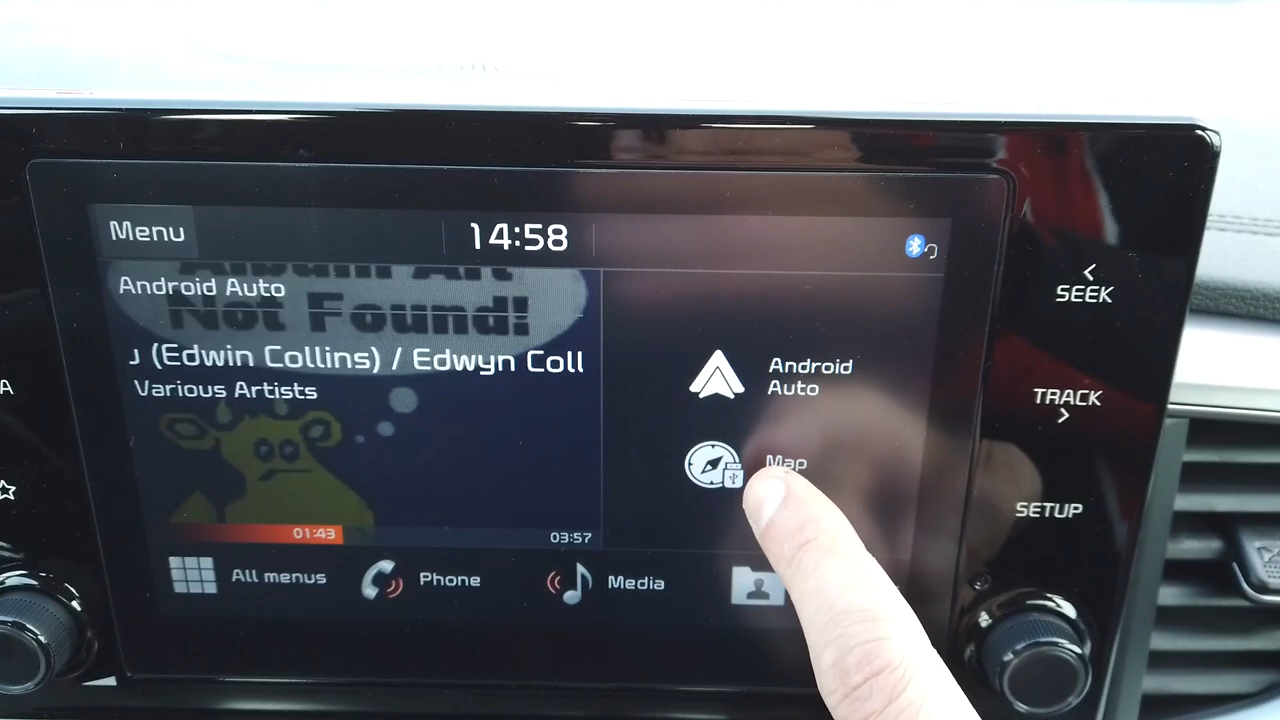 Menu
14:58
Album Art
Not Found!
Android Auto
(Edwin Collins) / Edwyn Coll
Various Artists
01:43
03:57
Android
Auto
Map
All menus
Phone
Media
A
< SEEK
TRACK >
SETUP